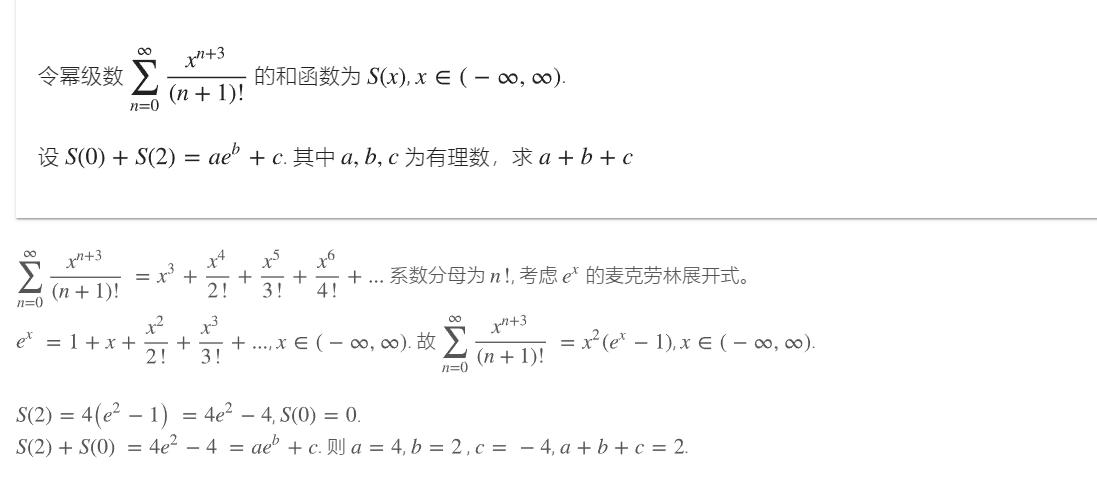 令幂级数 $\sum_{n=0}^{\infty} \frac{x^{n+3}}{(n+1)!}$ 的和函数为 $S(x), x \in (-\infty, \infty)$.
设 $S(0) + S(2) = ae^b + c$. 其中 $a, b, c$ 为有理数，求 $a + b + c$
$\sum_{n=0}^{\infty} \frac{x^{n+3}}{(n+1)!} = x^3 + \frac{x^4}{2!} + \frac{x^5}{3!} + \frac{x^6}{4!} + ...$ 系数分母为 $n!$, 考虑 $e^x$ 的麦克劳林展开式。
$e^x = 1 + x + \frac{x^2}{2!} + \frac{x^3}{3!} + ..., x \in (-\infty, \infty)$. 故 $\sum_{n=0}^{\infty} \frac{x^{n+3}}{(n+1)!} = x^2(e^x - 1), x \in (-\infty, \infty)$.
$S(2) = 4(e^2 - 1) = 4e^2 - 4, S(0) = 0$.
$S(2) + S(0) = 4e^2 - 4 = ae^b + c$. 则 $a = 4, b = 2, c = -4, a + b + c = 2$.